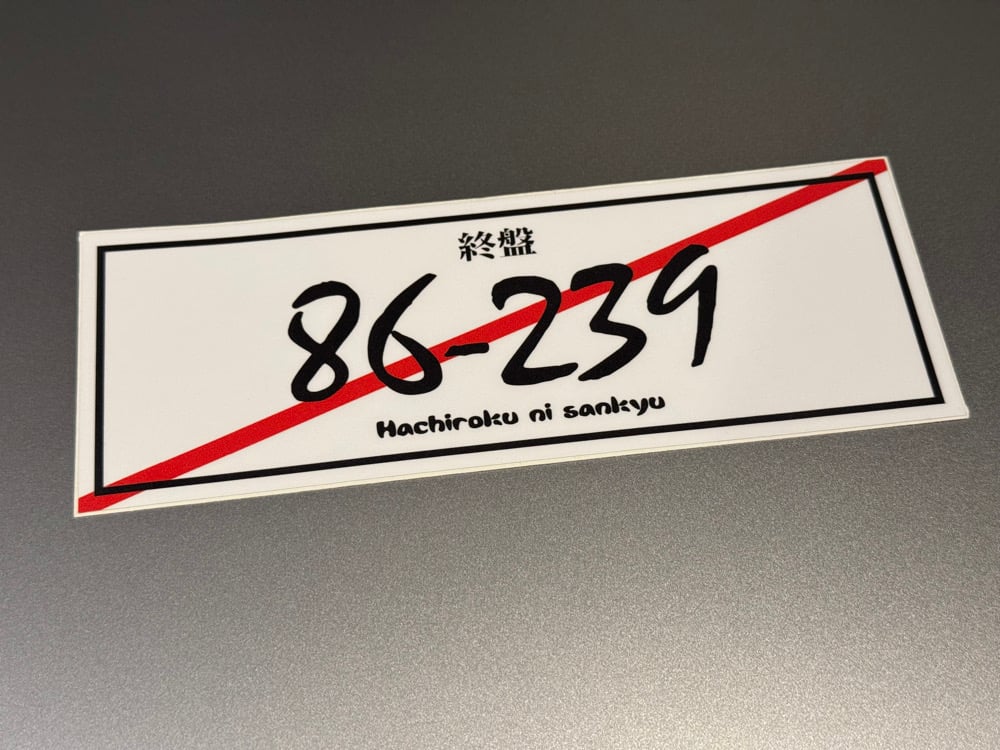 終盤
86-239
Hachiroku ni sankyu